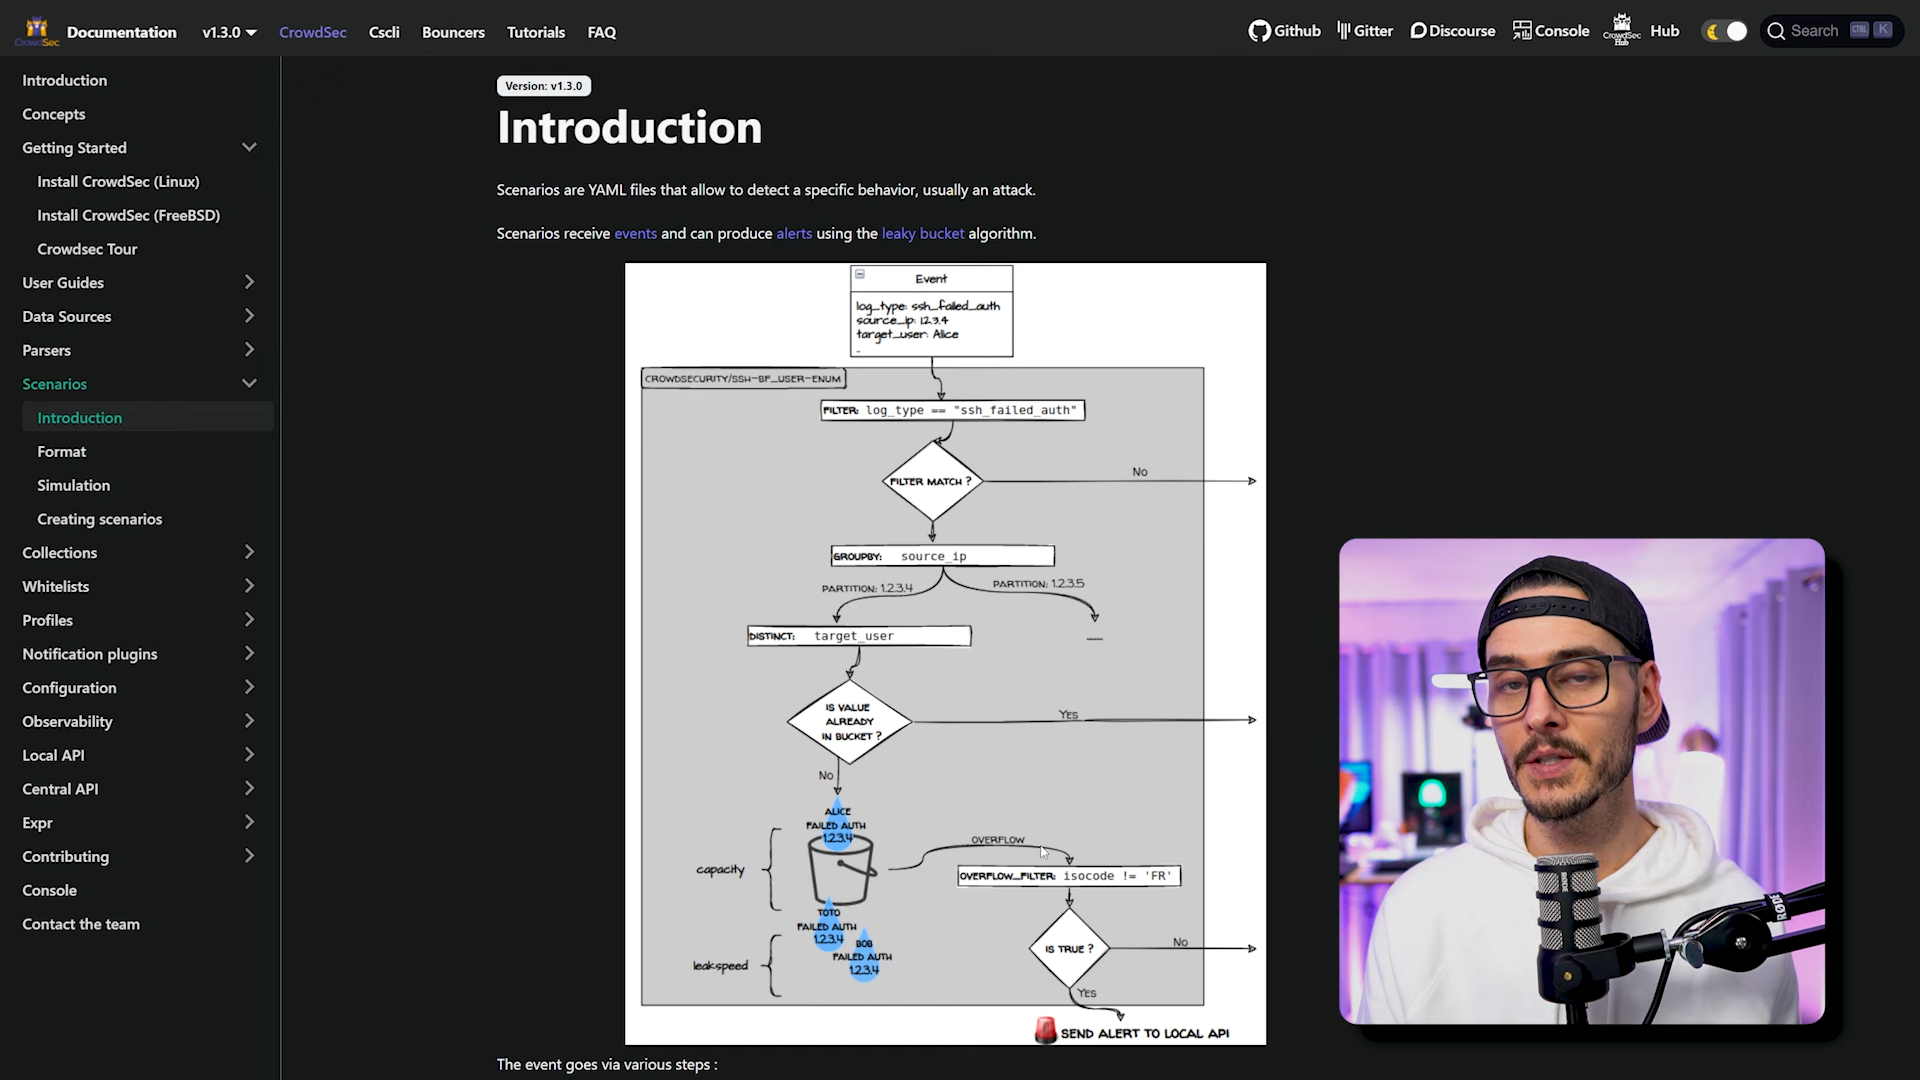 CrowdSec
Documentation
v1.3.0
CrowdSec
Cscli
Bouncers
Tutorials
FAQ
Github
Gitter
Discourse
Console
CrowdSec
Hub
Hub
Search
CTRL
K
Introduction
Concepts
Getting Started
Install CrowdSec (Linux)
Install CrowdSec (FreeBSD)
Crowdsec Tour
User Guides
Data Sources
Parsers
Scenarios
Introduction
Format
Simulation
Creating scenarios
Collections
Whitelists
Profiles
Notification plugins
Configuration
Observability
Local API
Central API
Expr
Contributing
Console
Contact the team
Version: v1.3.0
Introduction
Scenarios are YAML files that allow to detect a specific behavior, usually an attack.
Scenarios receive events and can produce alerts using the leaky bucket algorithm.
Event
log_type: ssh_failed_auth
source_ip: 1.2.3.4
target_user: Alice
..
CROWDSECURITY/SSH-BF_USER-ENUM
FILTER: log_type == "ssh_failed_auth"
FILTER MATCH ?
No
GROUPBY: source_ip
PARTITION: 1.2.3.4
PARTITION: 1.2.3.5
DISTINCT: target_user
IS VALUE
ALREADY
IN BUCKET ?
YES
No
ALICE
FAILED AUTH
1.2.3.4
capacity
OVERFLOW
OVERFLOW_FILTER: isocode != 'FR'
TOTO
FAILED AUTH
1.2.3.4
BOB
FAILED AUTH
1.2.3.4
leakspeed
IS TRUE ?
No
YES
SEND ALERT TO LOCAL API
The event goes via various steps :
RØDE